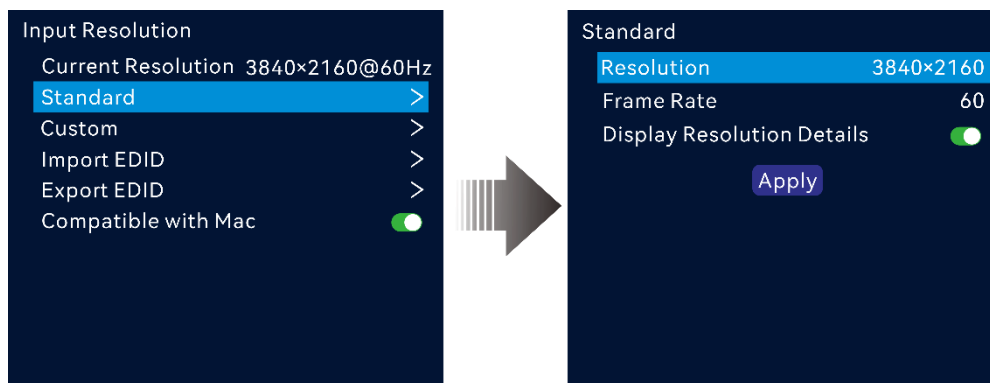 Input Resolution
Current Resolution 3840×2160@60Hz
Standard >
Custom >
Import EDID >
Export EDID >
Compatible with Mac
Standard
Resolution 3840×2160
Frame Rate 60
Display Resolution Details
Apply